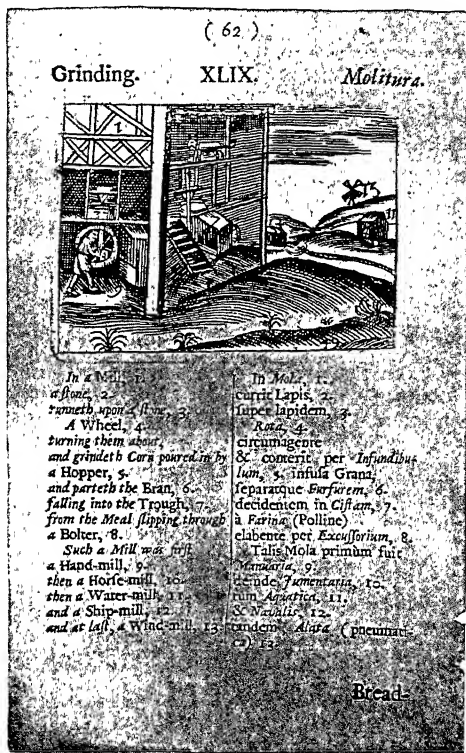 ( 62 )
Grinding. XLIX. Molitura.
In a Mill, 1.
a stone, 2.
runneth upon a stone, 3.
A Wheel, 4.
turning them about,
and grindeth Corn poured in by
a Hopper, 5.
and parteth the Bran, 6.
falling into the Trough, 7.
from the Meal slipping through
a Bolter, 8.
Such a Mill was first
a Hand-mill, 9.
then a Horse-mill, 10.
then a Water-mill, 11.
and a Ship-mill, 12.
and at last, a Wind-mill, 13.
In Mola, 1.
currit Lapis, 2.
super lapidem, 3.
Rota, 4.
circumagente
& conterit, per Infundibu-
lum, 5. infusa Grana,
separatque Furfurem, 6.
decidentem in Cistam, 7.
à Farina (Polline)
elabente per Excussorium, 8.
Talis Mola primùm fuit
Manuaria, 9.
deinde, Jumentaria, 10.
tum Aquatica, 11.
& Navalis, 12.
tandem, Alata (pneumati-
ca) 13.
Bread-